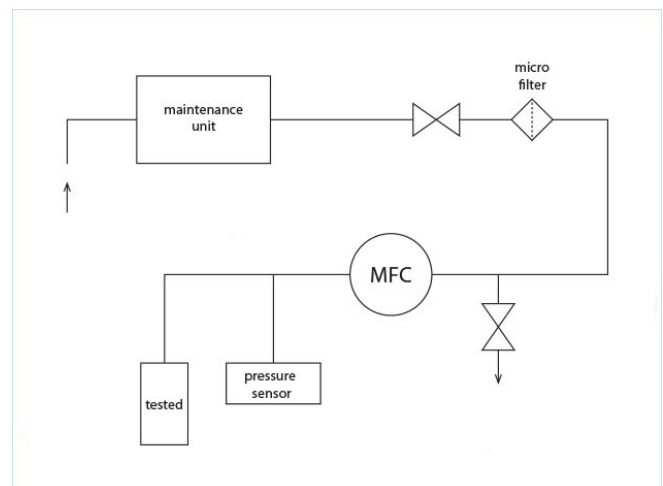 micro
filter
maintenance
unit
MFC
pressure
sensor
tested